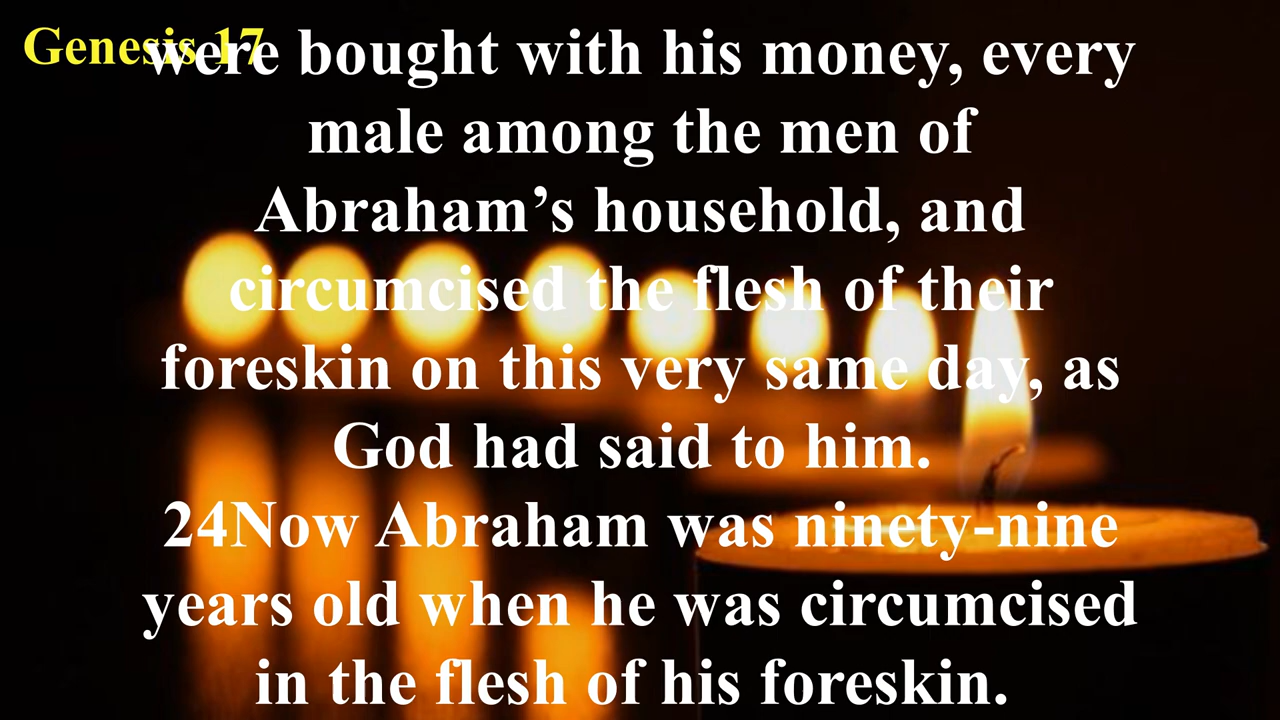 Genesis 17
were bought with his money, every
male among the men of
Abraham’s household, and
circumcised the flesh of their
foreskin on this very same day, as
God had said to him.
24Now Abraham was ninety-nine
years old when he was circumcised
in the flesh of his foreskin.